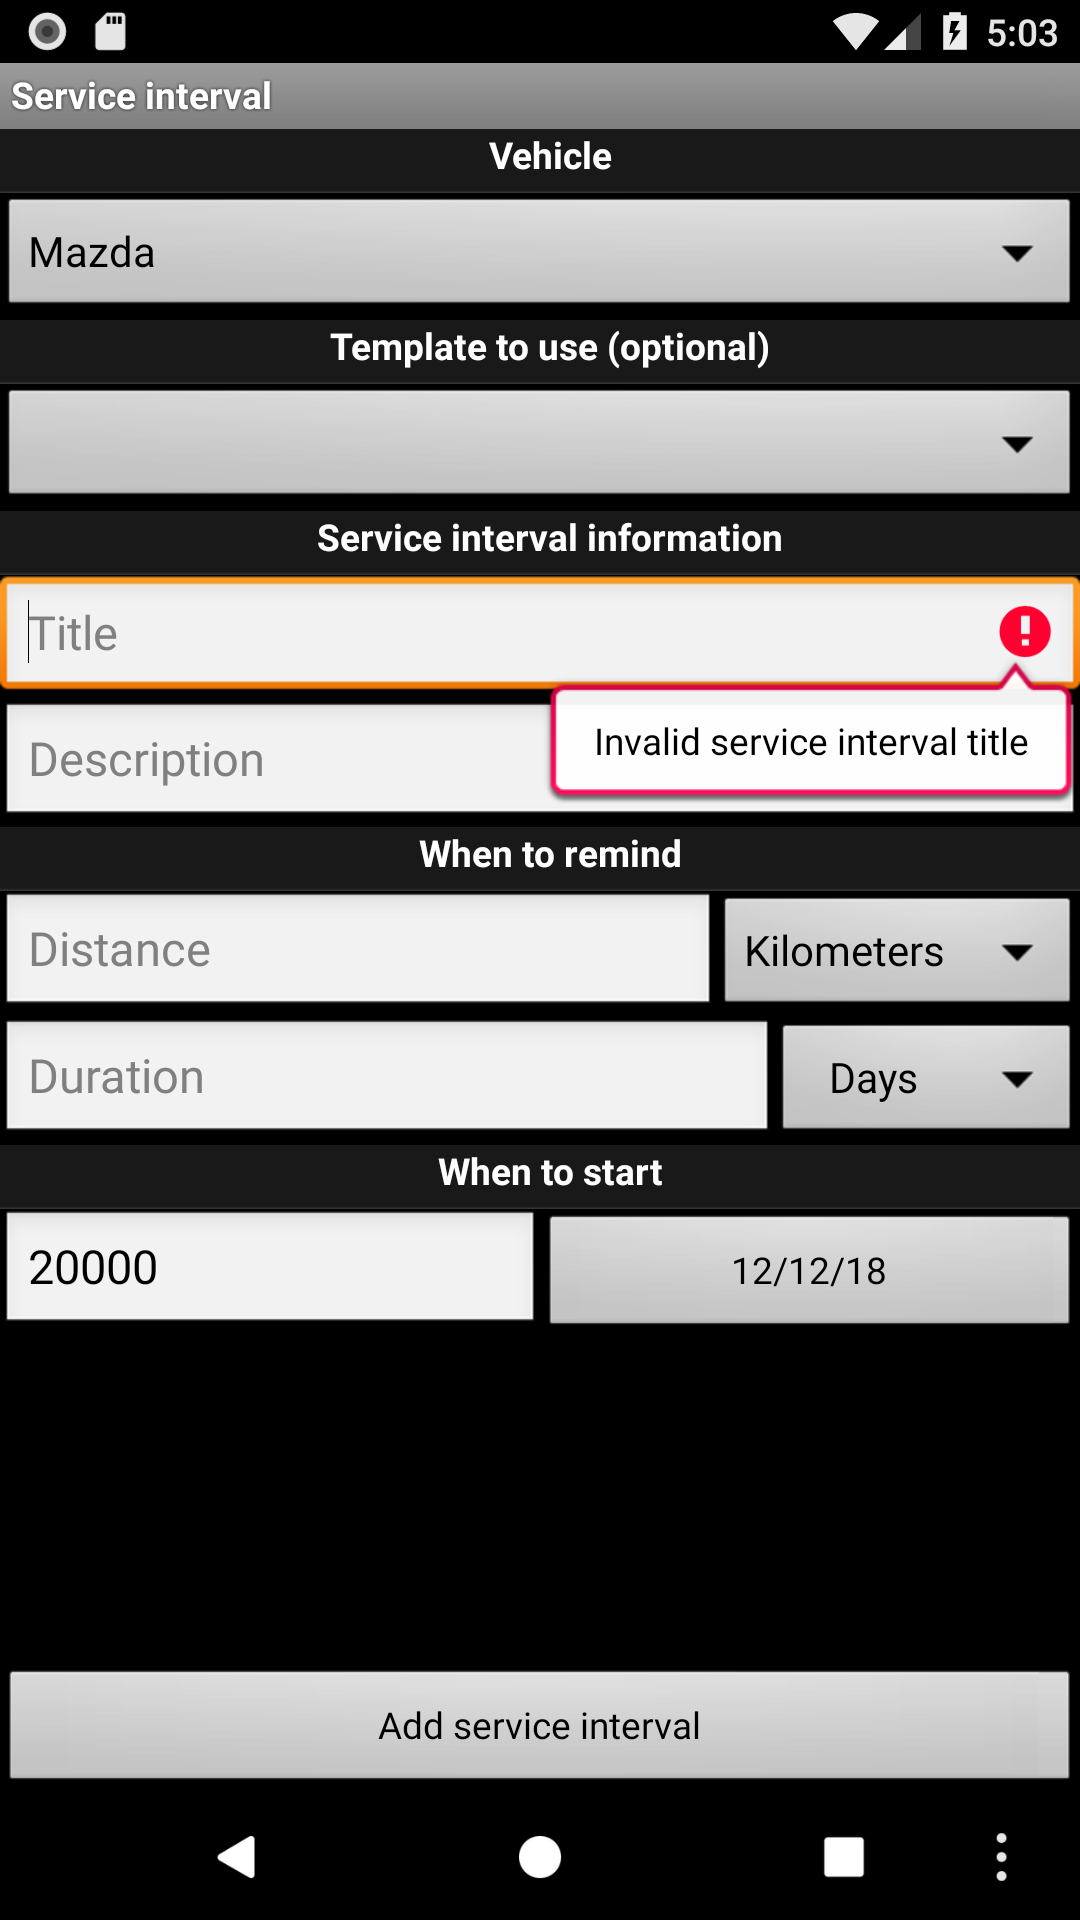 5:03
Service interval
Vehicle
Mazda
Template to use (optional)
Service interval information
Title
Description
Invalid service interval title
When to remind
Distance
Kilometers
Duration
Days
When to start
20000
12/12/18
Add service interval